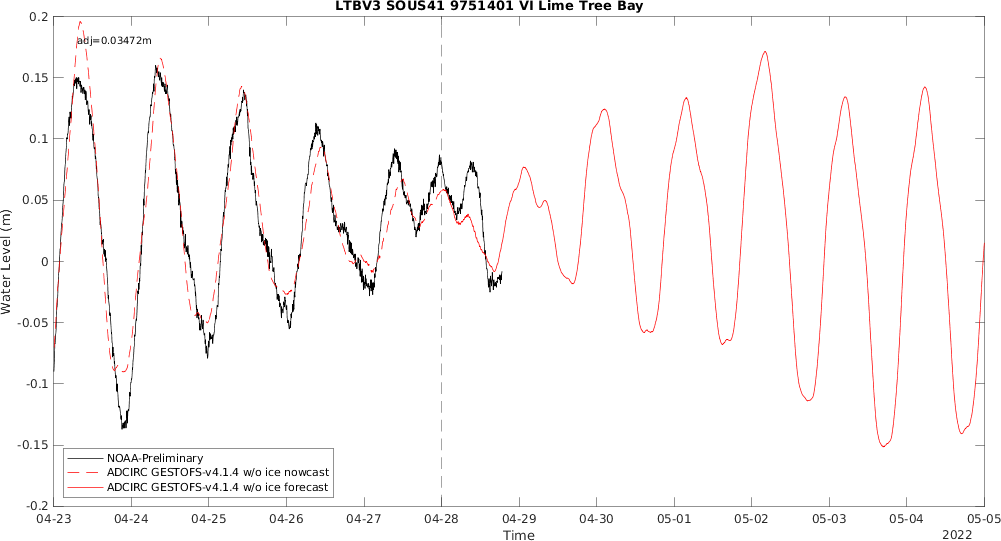 LTBV3 SOUS41 9751401 VI Lime Tree Bay
adj=0.03472m
0.2
0.15
0.1
0.05
0
-0.05
-0.1
-0.15
-0.2
Water Level (m)
NOAA-Preliminary
ADCIRC GESTOFS-v4.1.4 w/o ice nowcast
ADCIRC GESTOFS-v4.1.4 w/o ice forecast
04-23 04-24 04-25 04-26 04-27 04-28 04-29 04-30 05-01 05-02 05-03 05-04 05-05
Time
2022